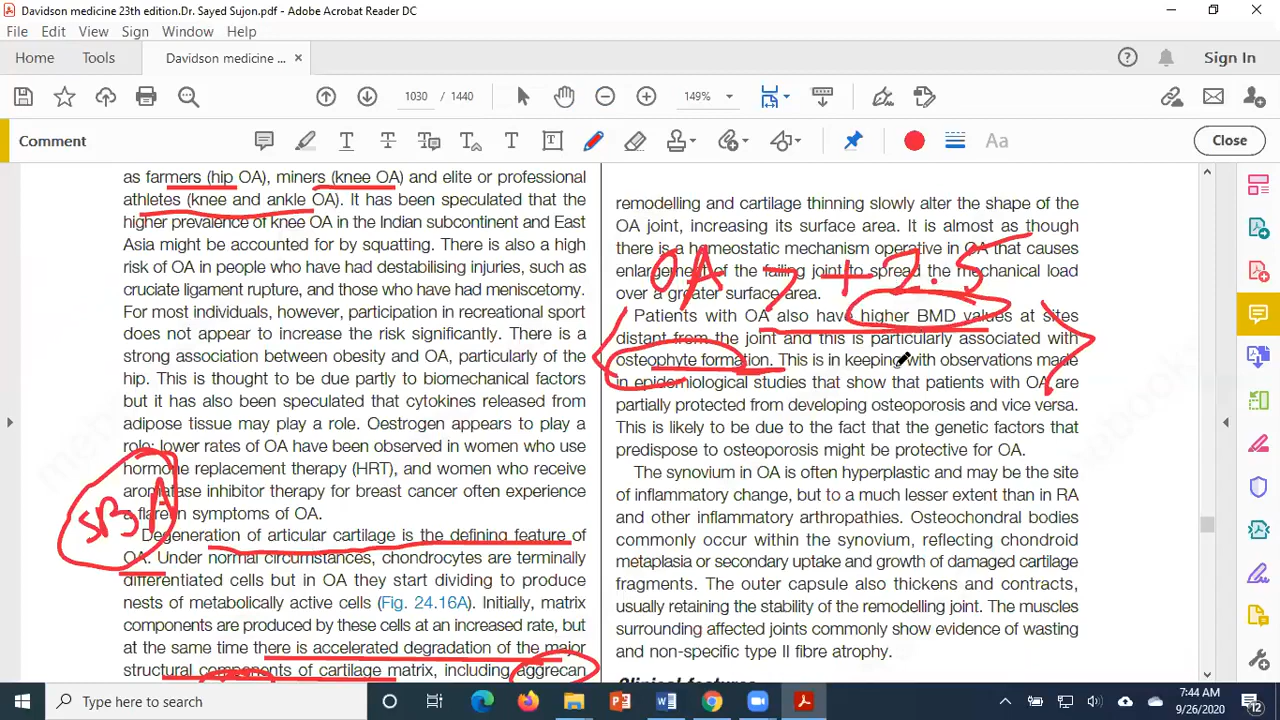 Davidson medicine 23th edition.Dr. Sayed Sujon.pdf - Adobe Acrobat Reader DC
File Edit View Sign Window Help
Home Tools Davidson medicine ... × Sign In
1030 / 1440 149%
Comment Aa Close
as farmers (hip OA), miners (knee OA) and elite or professional
athletes (knee and ankle OA). It has been speculated that the
higher prevalence of knee OA in the Indian subcontinent and East
Asia might be accounted for by squatting. There is also a high
risk of OA in people who have had destabilising injuries, such as
cruciate ligament rupture, and those who have had meniscetomy.
For most individuals, however, participation in recreational sport
does not appear to increase the risk significantly. There is a
strong association between obesity and OA, particularly of the
hip. This is thought to be due partly to biomechanical factors
but it has also been speculated that cytokines released from
adipose tissue may play a role. Oestrogen appears to play a
role; lower rates of OA have been observed in women who use
hormone replacement therapy (HRT), and women who receive
aromatase inhibitor therapy for breast cancer often experience
a flare in symptoms of OA.
SBA
Degeneration of articular cartilage is the defining feature of
OA. Under normal circumstances, chondrocytes are terminally
differentiated cells but in OA they start dividing to produce
nests of metabolically active cells (Fig. 24.16A). Initially, matrix
components are produced by these cells at an increased rate, but
at the same time there is accelerated degradation of the major
structural components of cartilage matrix, including aggrecan
remodelling and cartilage thinning slowly alter the shape of the
OA joint, increasing its surface area. It is almost as though
there is a homeostatic mechanism operative in OA that causes
enlargement of the failing joint to spread the mechanical load
over a greater surface area.
OA > + 2.5
Patients with OA also have higher BMD values at sites
distant from the joint and this is particularly associated with
osteophyte formation. This is in keeping with observations made
in epidemiological studies that show that patients with OA are
partially protected from developing osteoporosis and vice versa.
This is likely to be due to the fact that the genetic factors that
predispose to osteoporosis might be protective for OA.
The synovium in OA is often hyperplastic and may be the site
of inflammatory change, but to a much lesser extent than in RA
and other inflammatory arthropathies. Osteochondral bodies
commonly occur within the synovium, reflecting chondroid
metaplasia or secondary uptake and growth of damaged cartilage
fragments. The outer capsule also thickens and contracts,
usually retaining the stability of the remodelling joint. The muscles
surrounding affected joints commonly show evidence of wasting
and non-specific type II fibre atrophy.
Clinical features
Type here to search
7:44 AM
9/26/2020
12